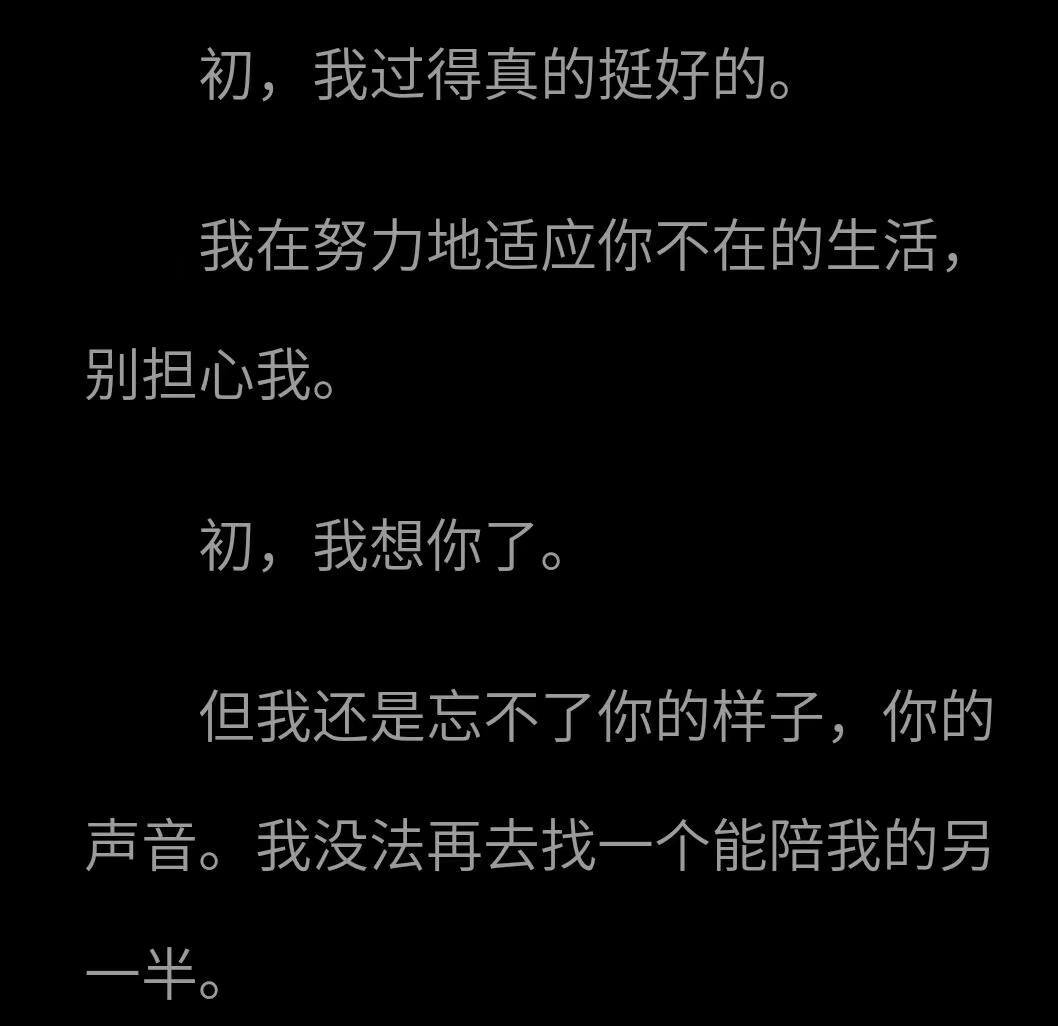 初，我过得真的挺好的。
我在努力地适应你不在的生活，
别担心我。
初，我想你了。
但我还是忘不了你的样子，你的
声音。我没法再去找一个能陪我的另
一半。